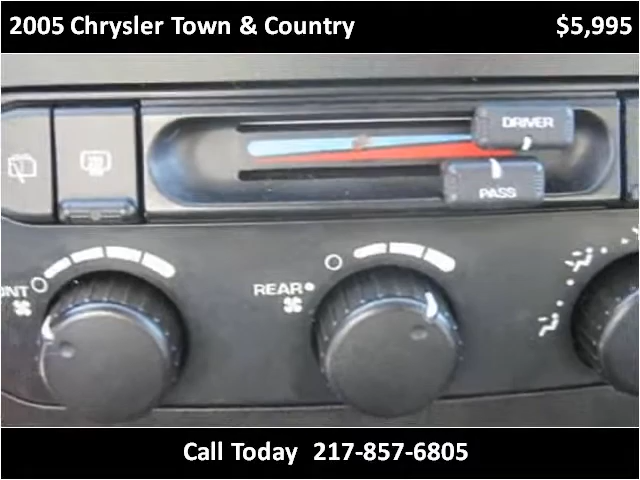 2005 Chrysler Town & Country $5,995
DRIVER
PASS
REAR
Call Today 217-857-6805